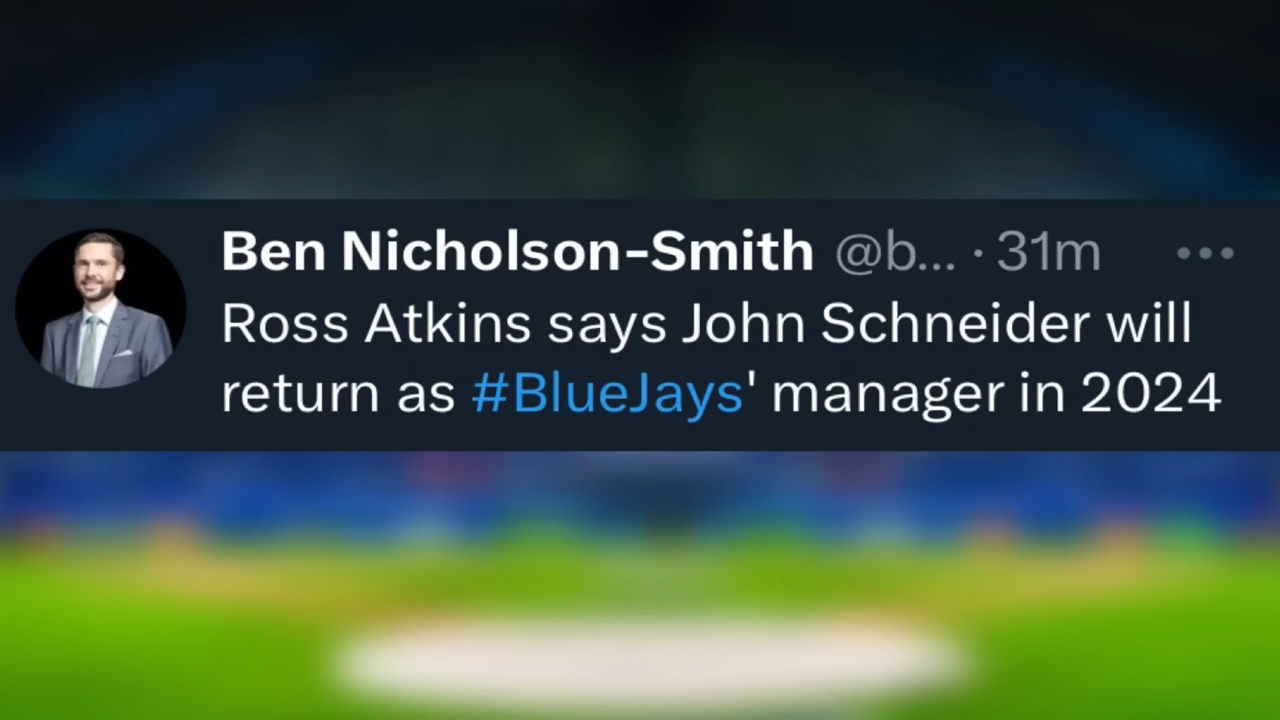 Ben Nicholson-Smith @b... · 31m
Ross Atkins says John Schneider will
return as #BlueJays' manager in 2024